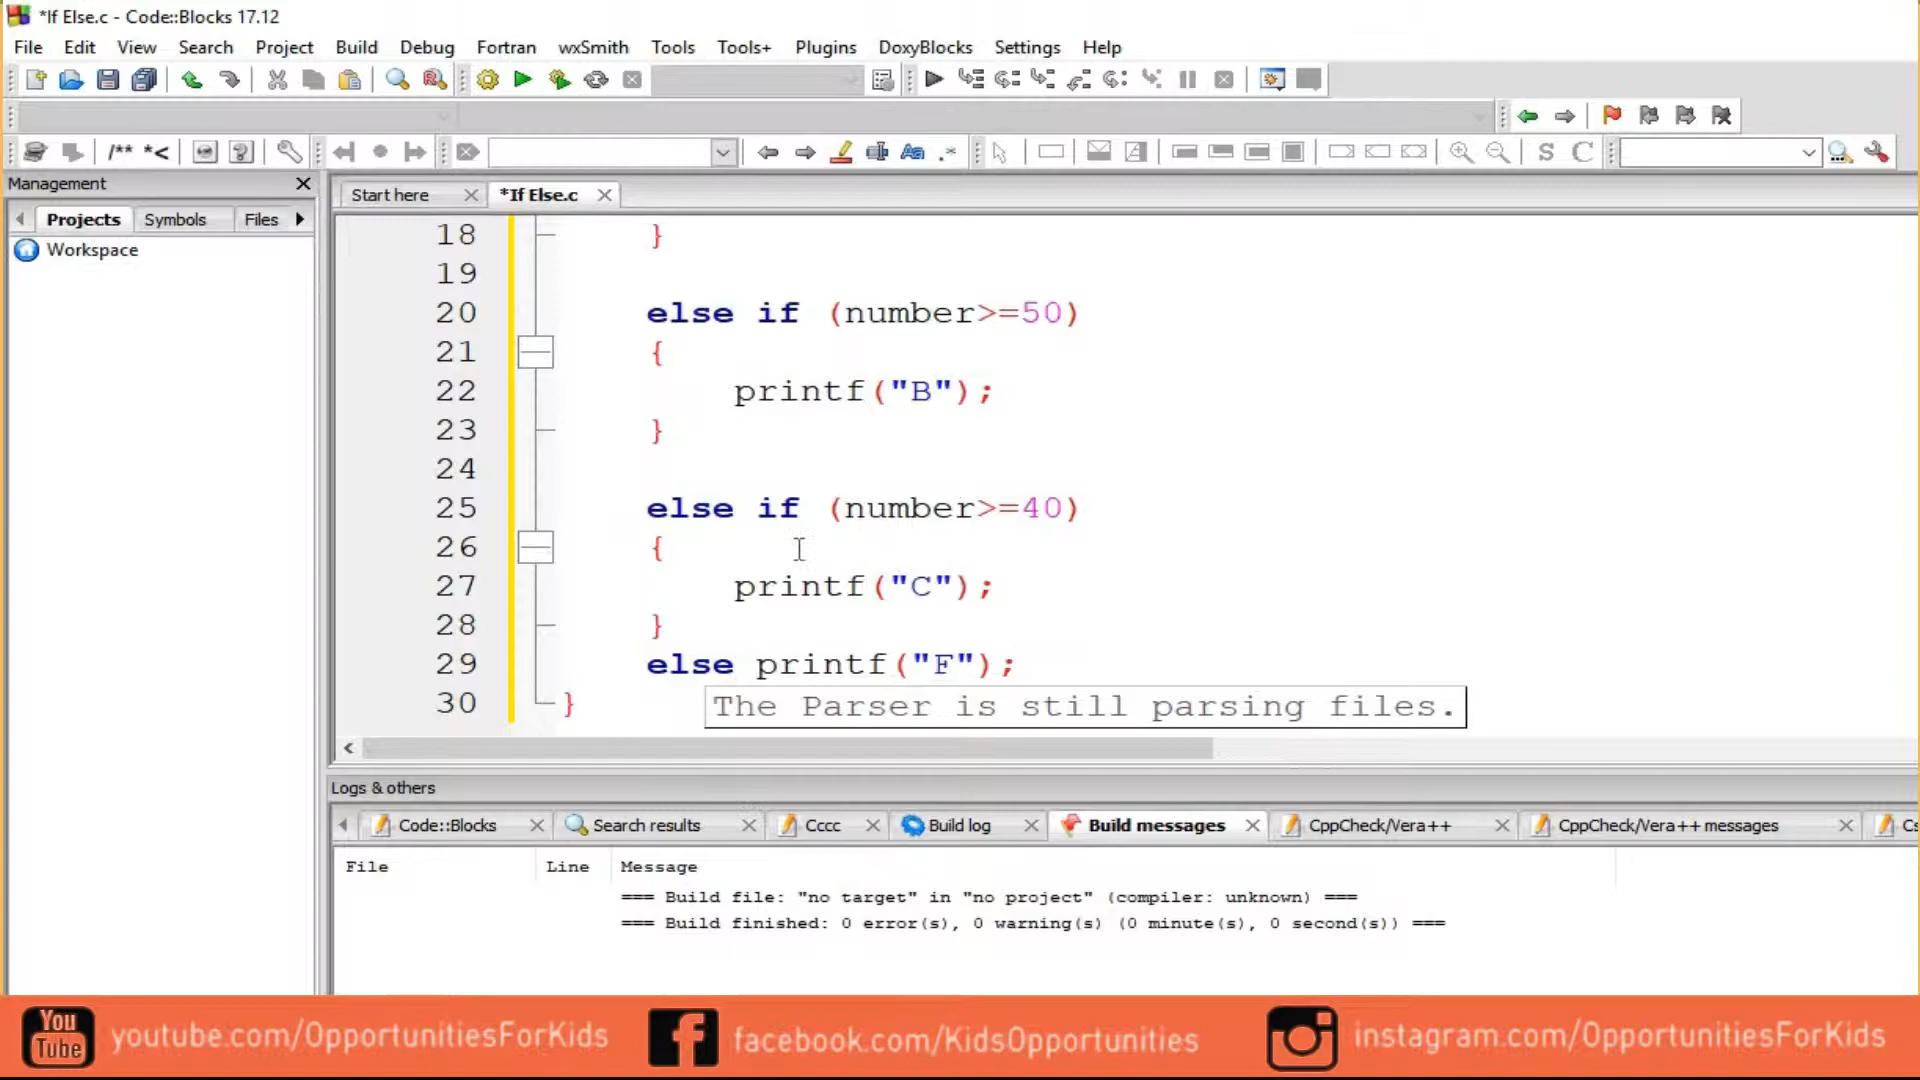 *If Else.c - Code::Blocks 17.12
File Edit View Search Project Build Debug Fortran wxSmith Tools Tools+ Plugins DoxyBlocks Settings Help
/** *<
S C
Management
Start here *If Else.c
Projects Symbols Files
Workspace
18 }
19
20 else if (number>=50)
21 {
22 printf("B");
23 }
24
25 else if (number>=40)
26 {
27 printf("C");
28 }
29 else printf("F");
30 }
The Parser is still parsing files.
Logs & others
Code::Blocks Search results Cccc Build log Build messages CppCheck/Vera++ CppCheck/Vera++ messages
File Line Message
=== Build file: "no target" in "no project" (compiler: unknown) ===
=== Build finished: 0 error(s), 0 warning(s) (0 minute(s), 0 second(s)) ===
You Tube youtube.com/OpportunitiesForKids facebook.com/KidsOpportunities instagram.com/OpportunitiesForKids